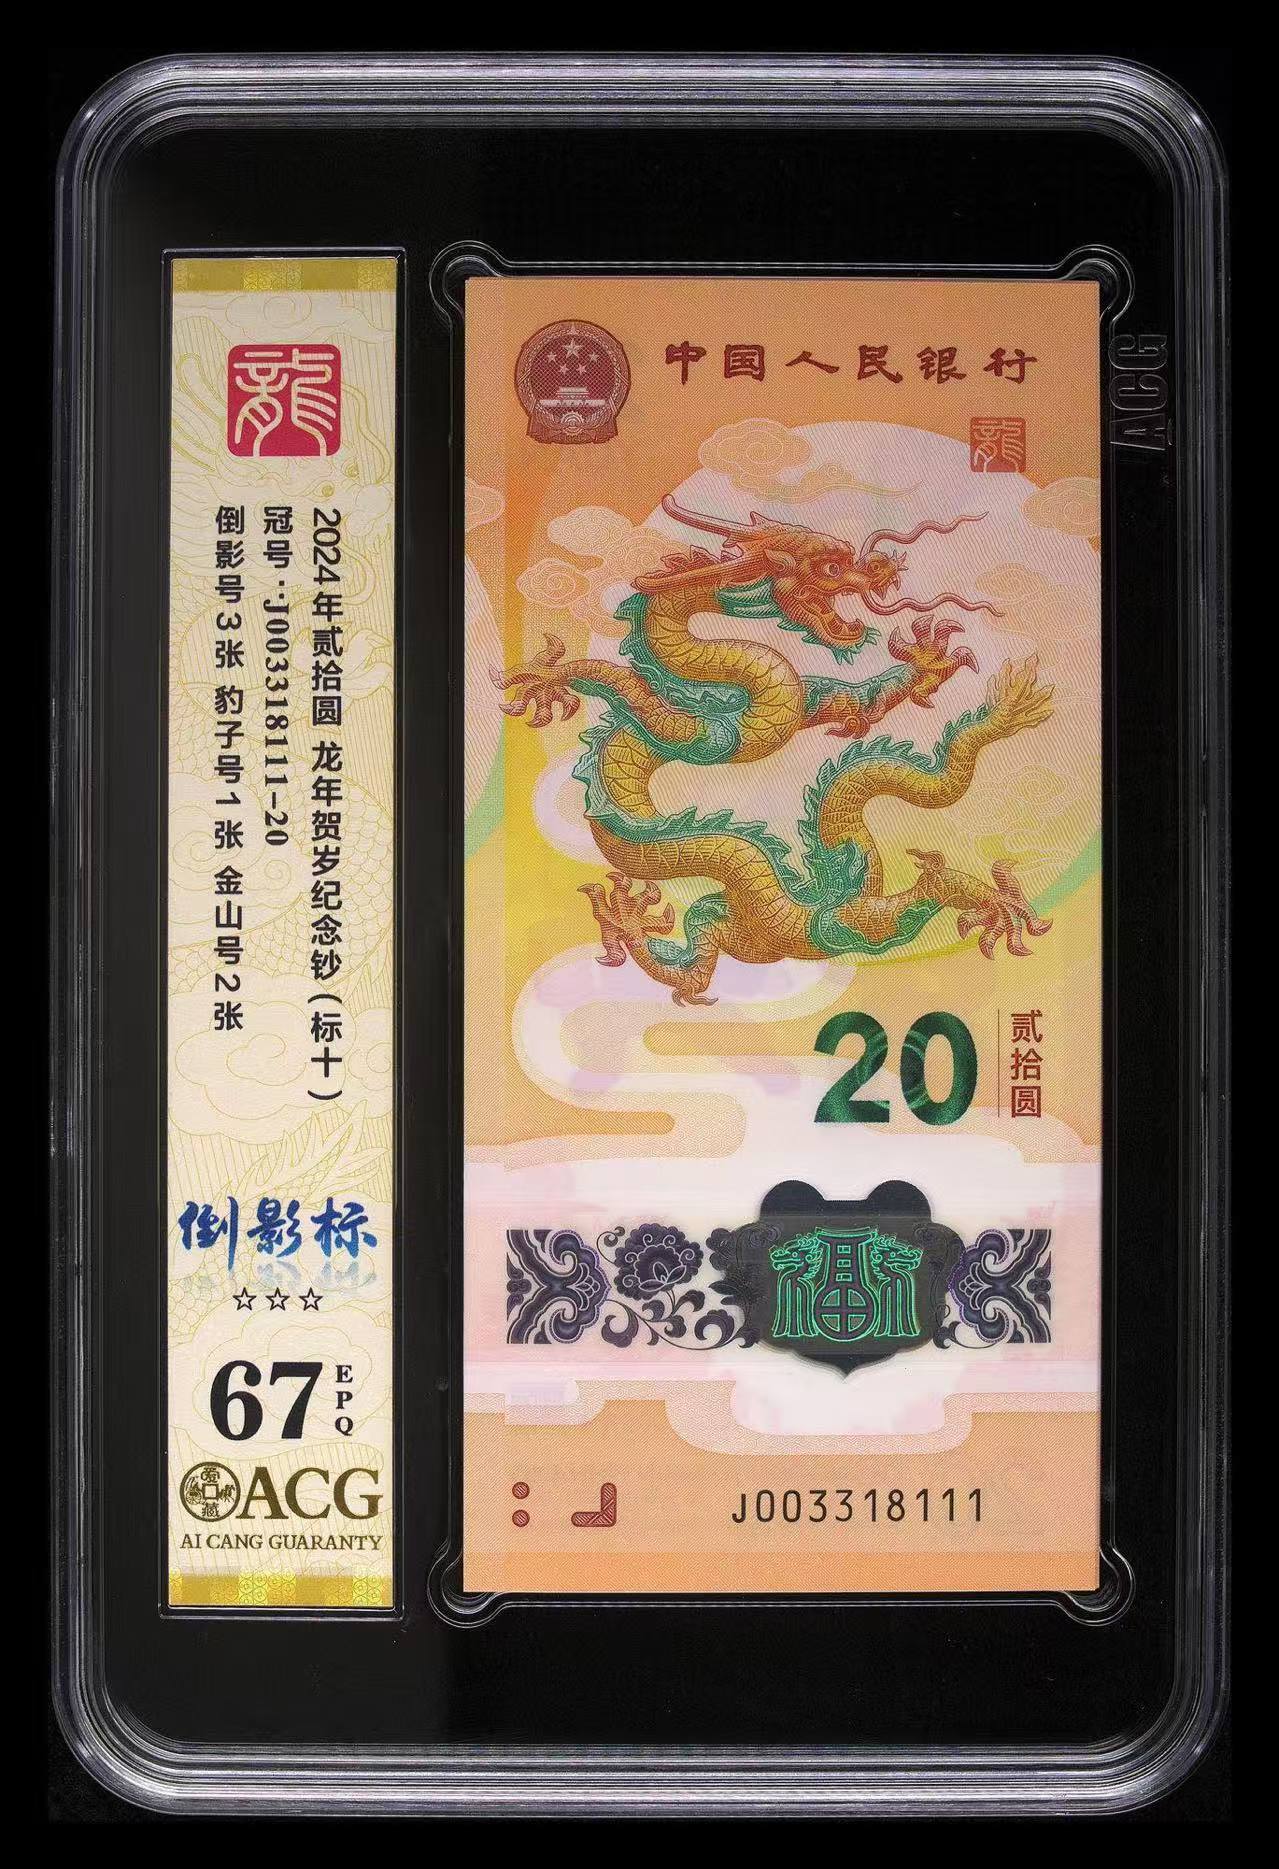 龍
2024年贰拾圆 龙年贺岁纪念钞(标十)
冠号··J003318111-20
倒影号3张 豹子号1张 金山号2张
倒影标
☆☆☆
67
EPQ
爱藏
ACG
AI CANG GUARANTY
中国人民银行
龍
20
贰拾圆
福
J003318111
ACG